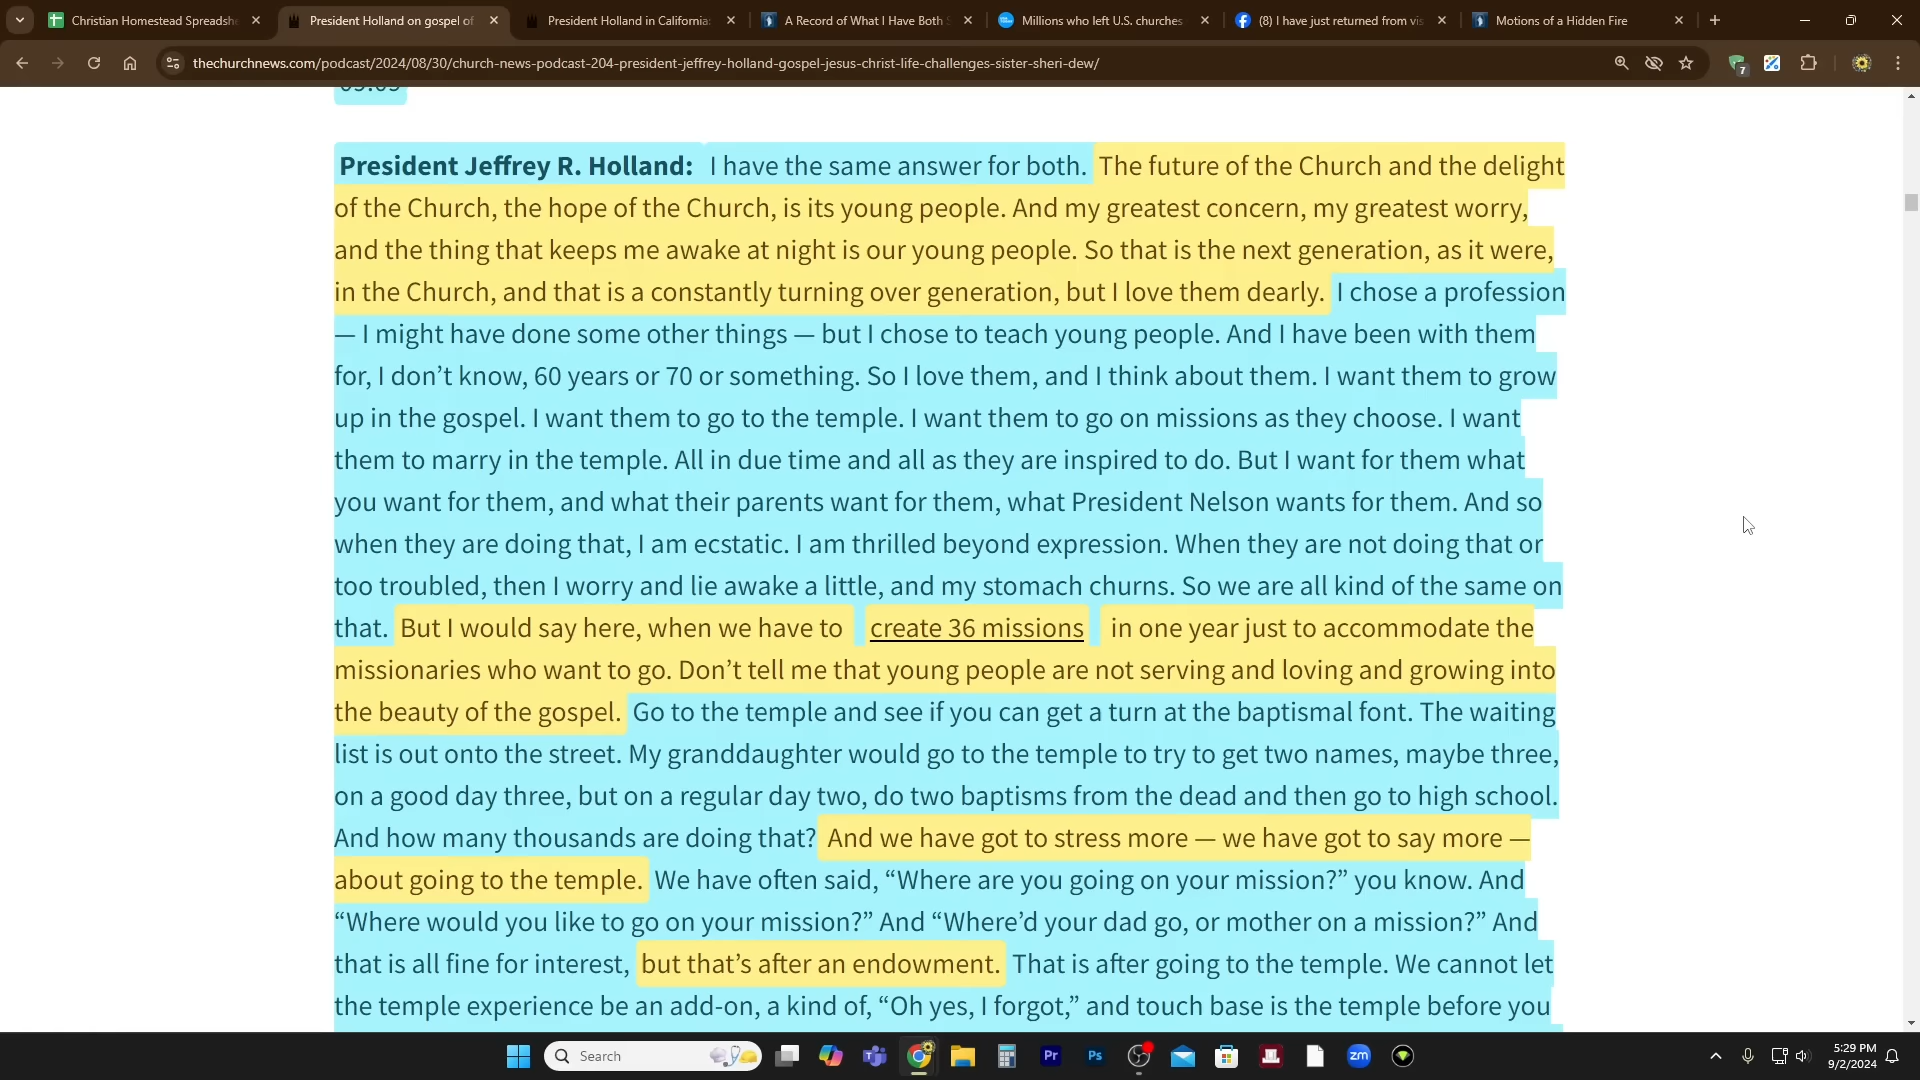 Christian Homestead Spreadshe
President Holland on gospel of
President Holland in California:
A Record of What I Have Both S
Millions who left U.S. churches
(8) I have just returned from vis
Motions of a Hidden Fire
thechurchnews.com/podcast/2024/08/30/church-news-podcast-204-president-jeffrey-holland-gospel-jesus-christ-life-challenges-sister-sheri-dew/
7
President Jeffrey R. Holland: I have the same answer for both. The future of the Church and the delight
of the Church, the hope of the Church, is its young people. And my greatest concern, my greatest worry,
and the thing that keeps me awake at night is our young people. So that is the next generation, as it were,
in the Church, and that is a constantly turning over generation, but I love them dearly. I chose a profession
— I might have done some other things — but I chose to teach young people. And I have been with them
for, I don’t know, 60 years or 70 or something. So I love them, and I think about them. I want them to grow
up in the gospel. I want them to go to the temple. I want them to go on missions as they choose. I want
them to marry in the temple. All in due time and all as they are inspired to do. But I want for them what
you want for them, and what their parents want for them, what President Nelson wants for them. And so
when they are doing that, I am ecstatic. I am thrilled beyond expression. When they are not doing that or
too troubled, then I worry and lie awake a little, and my stomach churns. So we are all kind of the same on
that. But I would say here, when we have to create 36 missions in one year just to accommodate the
missionaries who want to go. Don’t tell me that young people are not serving and loving and growing into
the beauty of the gospel. Go to the temple and see if you can get a turn at the baptismal font. The waiting
list is out onto the street. My granddaughter would go to the temple to try to get two names, maybe three,
on a good day three, but on a regular day two, do two baptisms from the dead and then go to high school.
And how many thousands are doing that? And we have got to stress more — we have got to say more —
about going to the temple. We have often said, “Where are you going on your mission?” you know. And
“Where would you like to go on your mission?” And “Where’d your dad go, or mother on a mission?” And
that is all fine for interest, but that’s after an endowment. That is after going to the temple. We cannot let
the temple experience be an add-on, a kind of, “Oh yes, I forgot,” and touch base is the temple before you
Search
Pr
Ps
zm
5:29 PM
9/2/2024